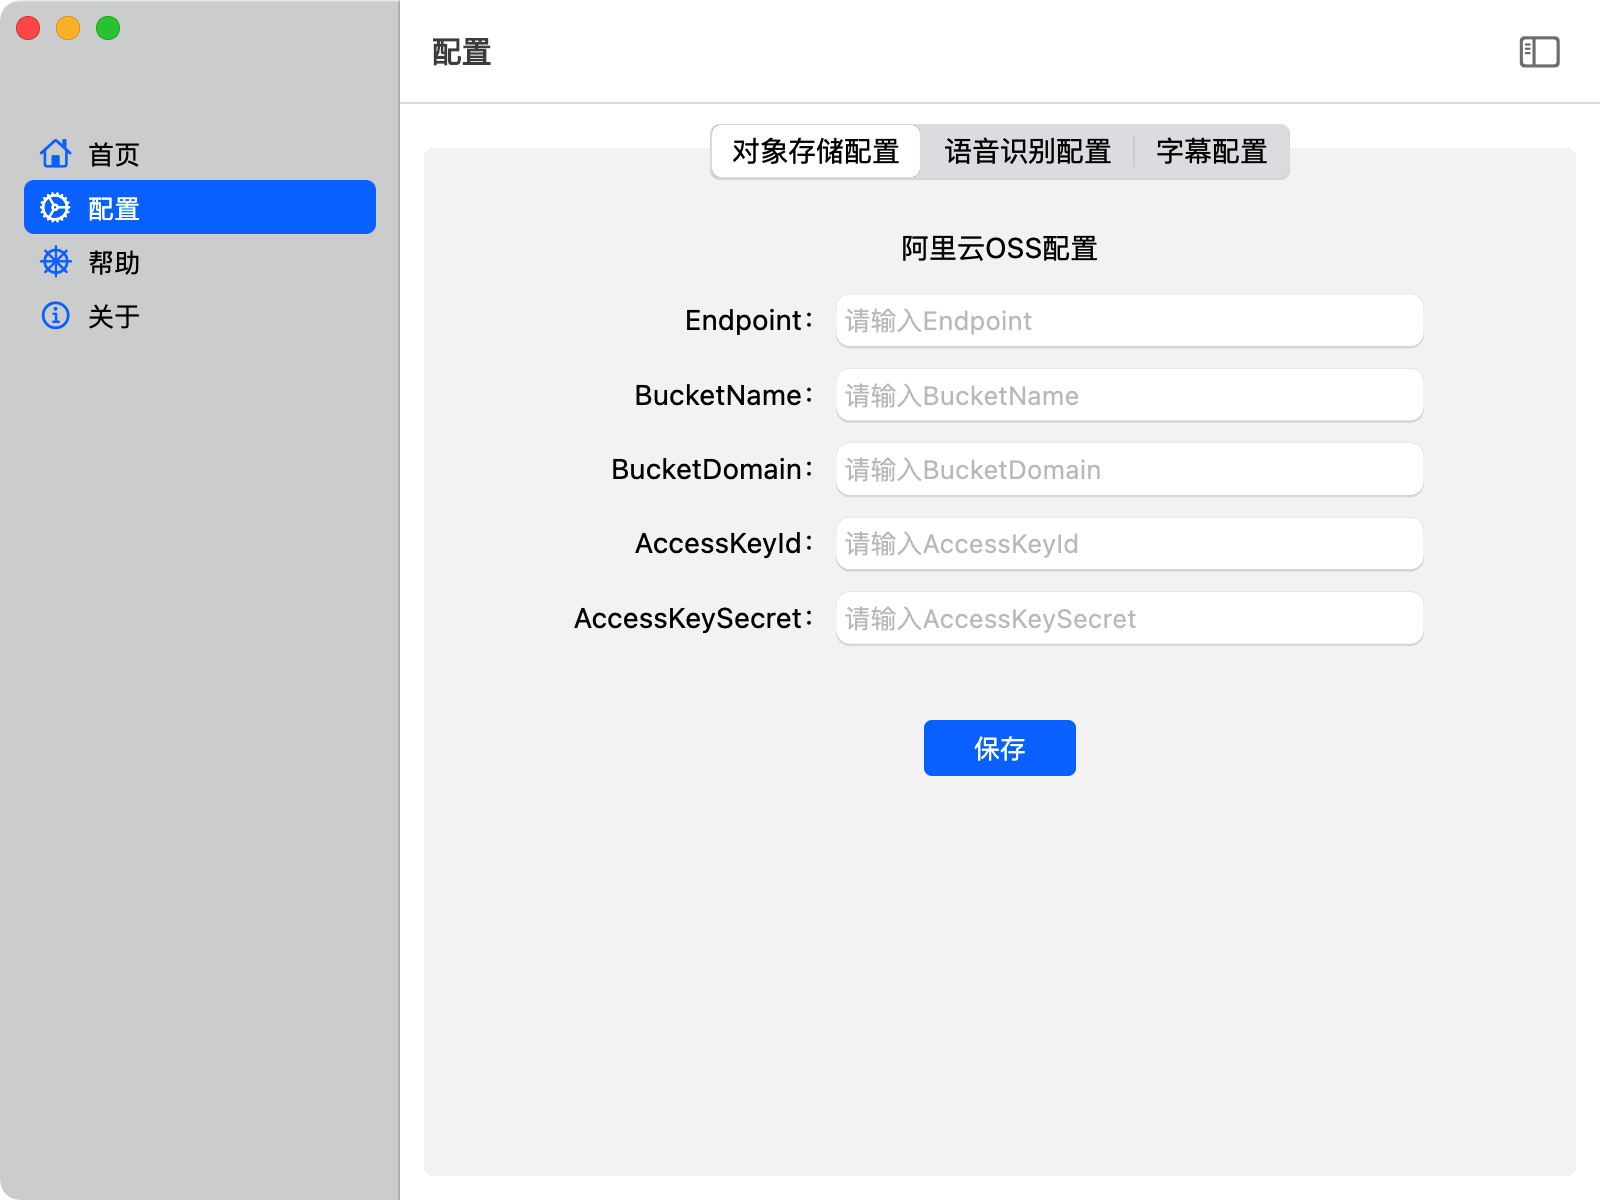 首页
配置
帮助
关于
配置
对象存储配置 语音识别配置 字幕配置
阿里云OSS配置
Endpoint： 请输入Endpoint
BucketName： 请输入BucketName
BucketDomain： 请输入BucketDomain
AccessKeyId： 请输入AccessKeyId
AccessKeySecret： 请输入AccessKeySecret
保存